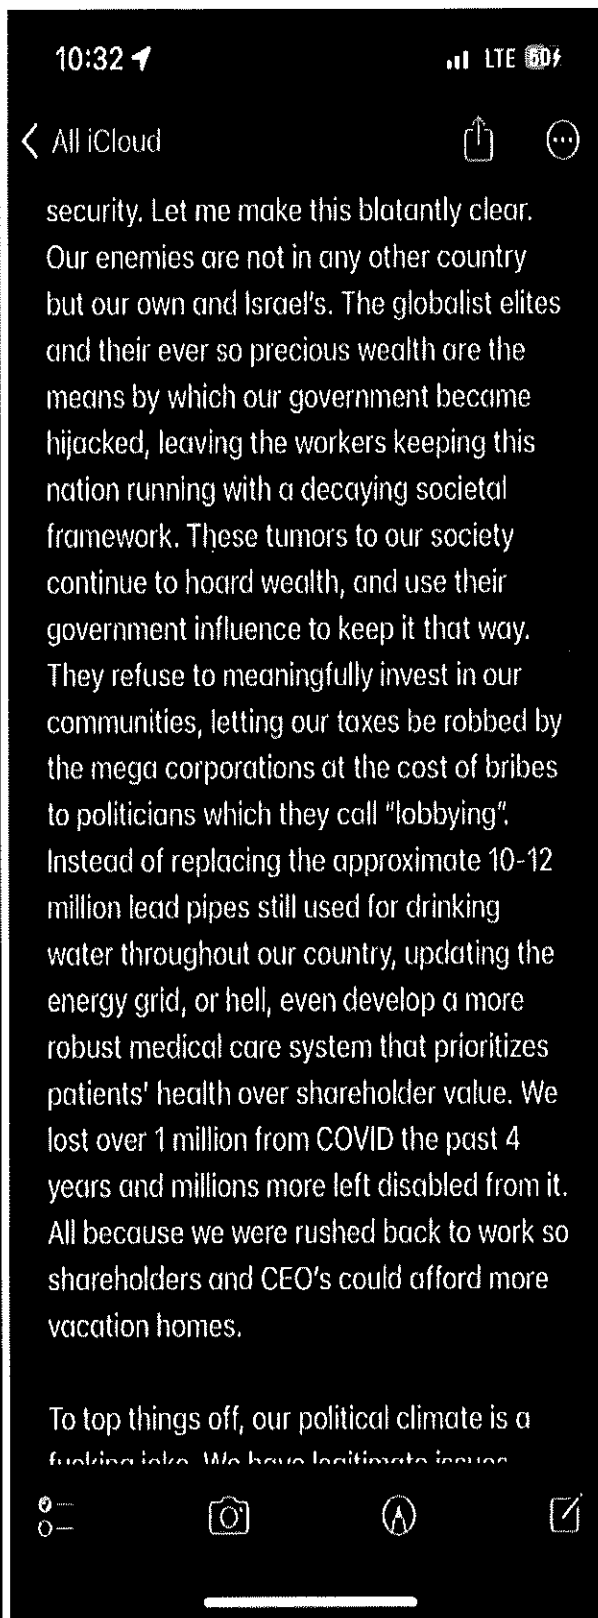 10:32
LTE 60
All iCloud
security. Let me make this blatantly clear.
Our enemies are not in any other country
but our own and Israel's. The globalist elites
and their ever so precious wealth are the
means by which our government became
hijacked, leaving the workers keeping this
nation running with a decaying societal
framework. These tumors to our society
continue to hoard wealth, and use their
government influence to keep it that way.
They refuse to meaningfully invest in our
communities, letting our taxes be robbed by
the mega corporations at the cost of bribes
to politicians which they call "lobbying".
Instead of replacing the approximate 10-12
million lead pipes still used for drinking
water throughout our country, updating the
energy grid, or hell, even develop a more
robust medical care system that prioritizes
patients' health over shareholder value. We
lost over 1 million from COVID the past 4
years and millions more left disabled from it.
All because we were rushed back to work so
shareholders and CEO's could afford more
vacation homes.
To top things off, our political climate is a
fucking joke. We have legitimate issues